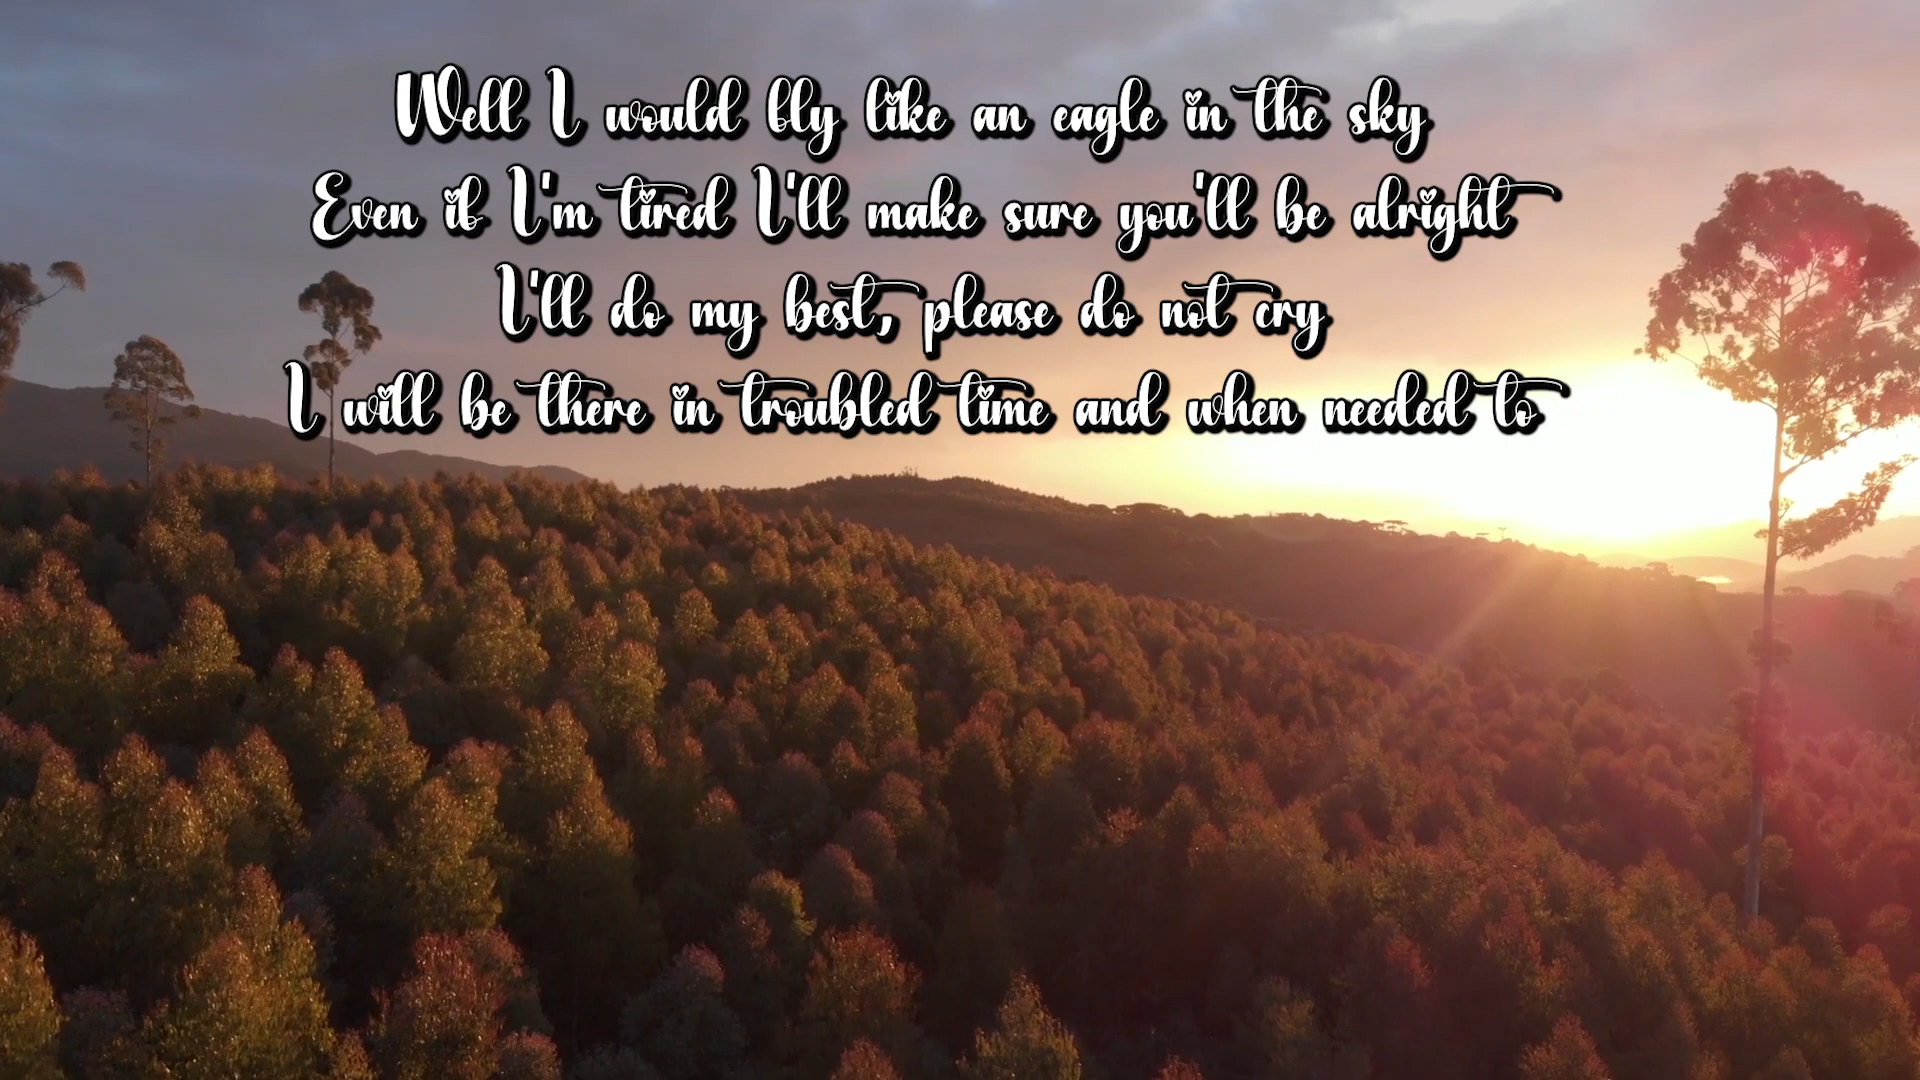 Well I would fly like an eagle in the sky
Even if I'm tired I'll make sure you'll be alright
I'll do my best, please do not cry
I will be there in troubled time and when needed to